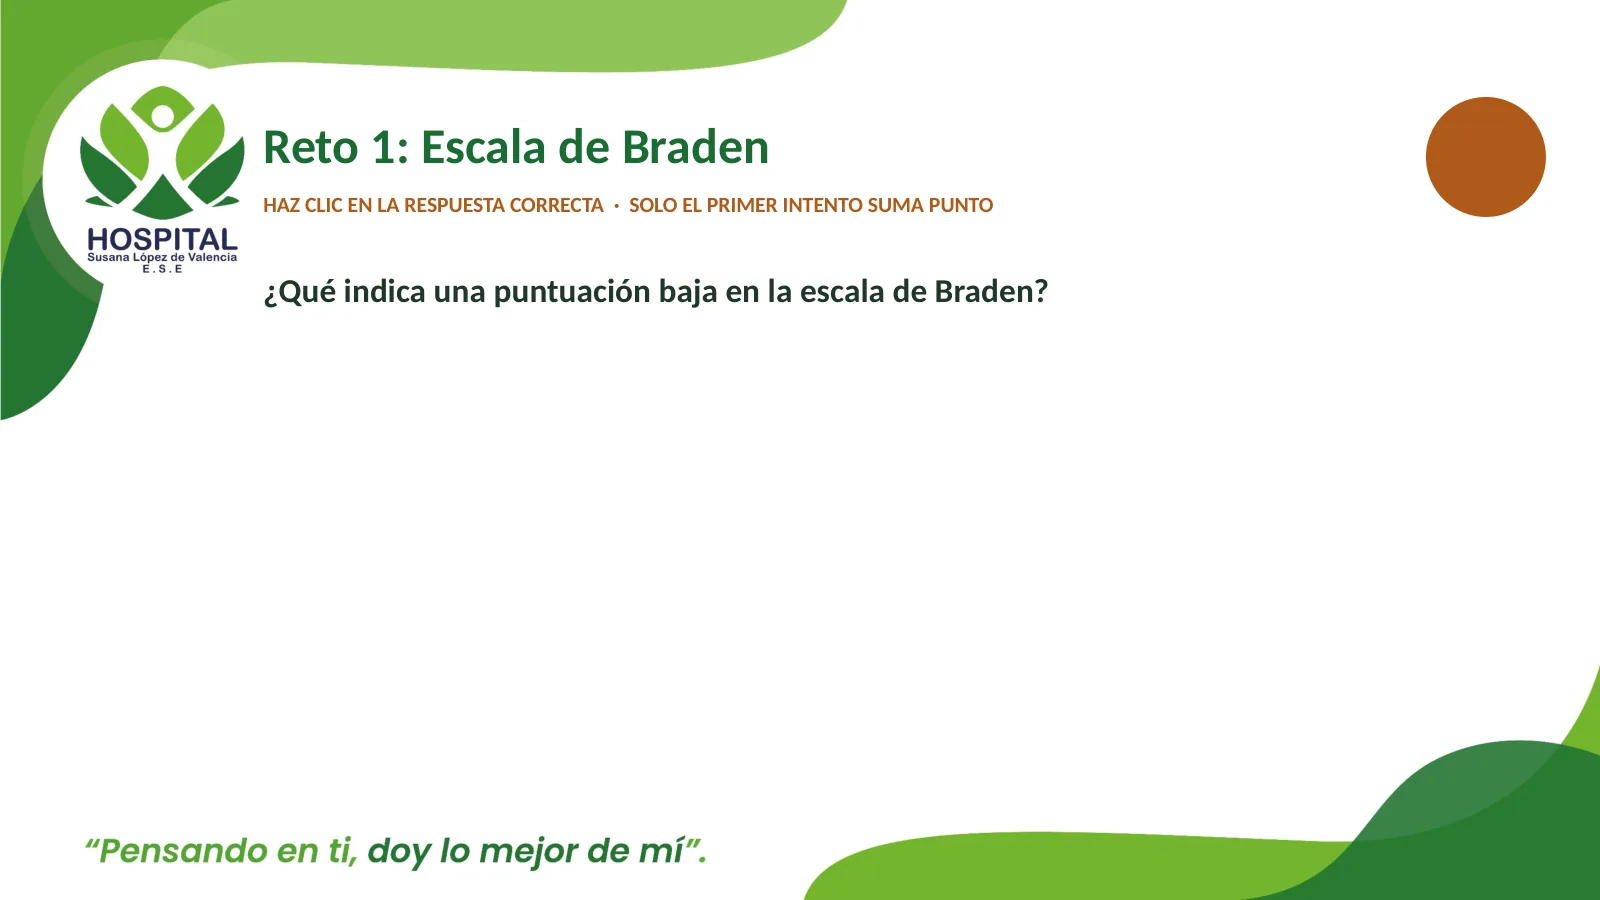 Reto 1: Escala de Braden
HAZ CLIC EN LA RESPUESTA CORRECTA · SOLO EL PRIMER INTENTO SUMA PUNTO
HOSPITAL
Susana López de Valencia
E.S.E
¿Qué indica una puntuación baja en la escala de Braden?
“Pensando en ti, doy lo mejor de mí”.